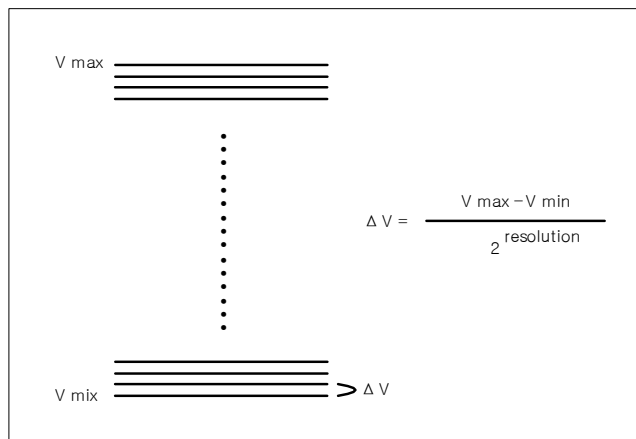 V max
V max – V min
Δ V =
2 resolution
V mix
Δ V